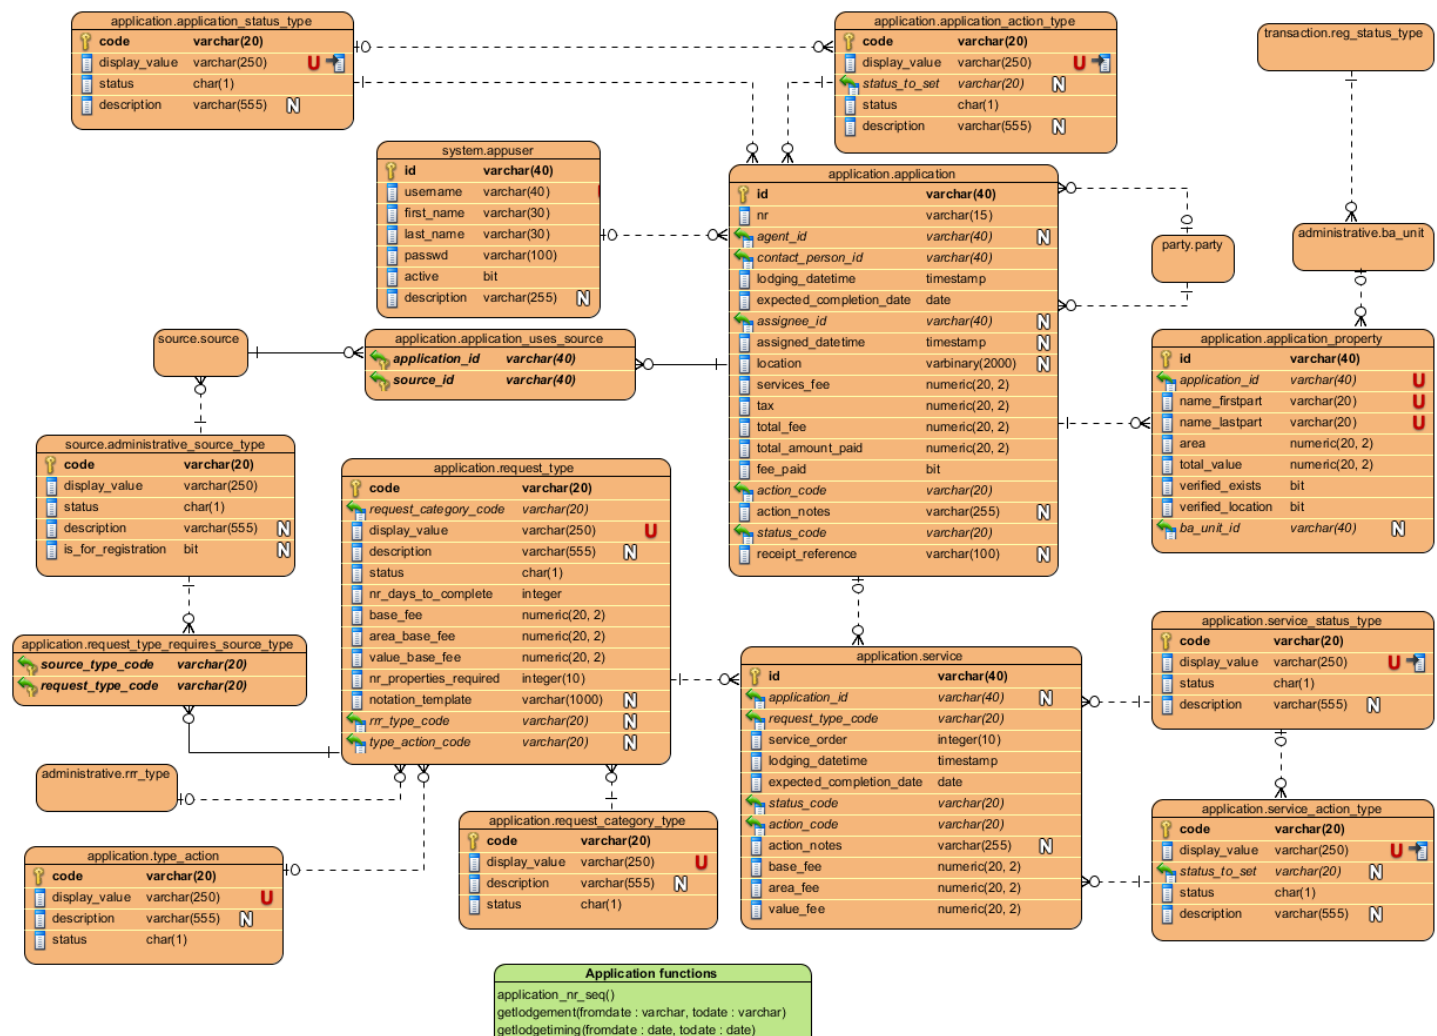 application.application_status_type
code varchar(20)
display_value varchar(250) U
status char(1)
description varchar(555) N
application.application_action_type
code varchar(20)
display_value varchar(250) U
status_to_set varchar(20) N
status char(1)
description varchar(555) N
transaction.reg_status_type
system.appuser
id varchar(40)
username varchar(40)
first_name varchar(30)
last_name varchar(30)
passwd varchar(100)
active bit
description varchar(255) N
application.application
id varchar(40)
nr varchar(15)
agent_id varchar(40) N
contact_person_id varchar(40)
lodging_datetime timestamp
expected_completion_date date
assignee_id varchar(40) N
assigned_datetime timestamp N
location varbinary(2000) N
services_fee numeric(20, 2)
tax numeric(20, 2)
total_fee numeric(20, 2)
total_amount_paid numeric(20, 2)
fee_paid bit
action_code varchar(20)
action_notes varchar(255) N
status_code varchar(20)
receipt_reference varchar(100) N
party.party
administrative.ba_unit
source.source
application.application_uses_source
application_id varchar(40)
source_id varchar(40)
application.application_property
id varchar(40)
application_id varchar(40) U
name_firstpart varchar(20) U
name_lastpart varchar(20) U
area numeric(20, 2)
total_value numeric(20, 2)
verified_exists bit
verified_location bit
ba_unit_id varchar(40) N
source.administrative_source_type
code varchar(20)
display_value varchar(250)
status char(1)
description varchar(555) N
is_for_registration bit N
application.request_type
code varchar(20)
request_category_code varchar(20)
display_value varchar(250) U
description varchar(555) N
status char(1)
nr_days_to_complete integer
base_fee numeric(20, 2)
area_base_fee numeric(20, 2)
value_base_fee numeric(20, 2)
nr_properties_required integer(10)
notation_template varchar(1000) N
rrr_type_code varchar(20) N
type_action_code varchar(20) N
application.request_type_requires_source_type
source_type_code varchar(20)
request_type_code varchar(20)
application.service
id varchar(40)
application_id varchar(40) N
request_type_code varchar(20)
service_order integer(10)
lodging_datetime timestamp
expected_completion_date date
status_code varchar(20)
action_code varchar(20)
action_notes varchar(255) N
base_fee numeric(20, 2)
area_fee numeric(20, 2)
value_fee numeric(20, 2)
application.service_status_type
code varchar(20)
display_value varchar(250) U
status char(1)
description varchar(555) N
administrative.rrr_type
application.type_action
code varchar(20)
display_value varchar(250) U
description varchar(555) N
status char(1)
application.request_category_type
code varchar(20)
display_value varchar(250) U
description varchar(555) N
status char(1)
application.service_action_type
code varchar(20)
display_value varchar(250) U
status_to_set varchar(20) N
status char(1)
description varchar(555) N
Application functions
application_nr_seq()
getlodgement(fromdate : varchar, todate : varchar)
getlodgetiming(fromdate : date, todate : date)